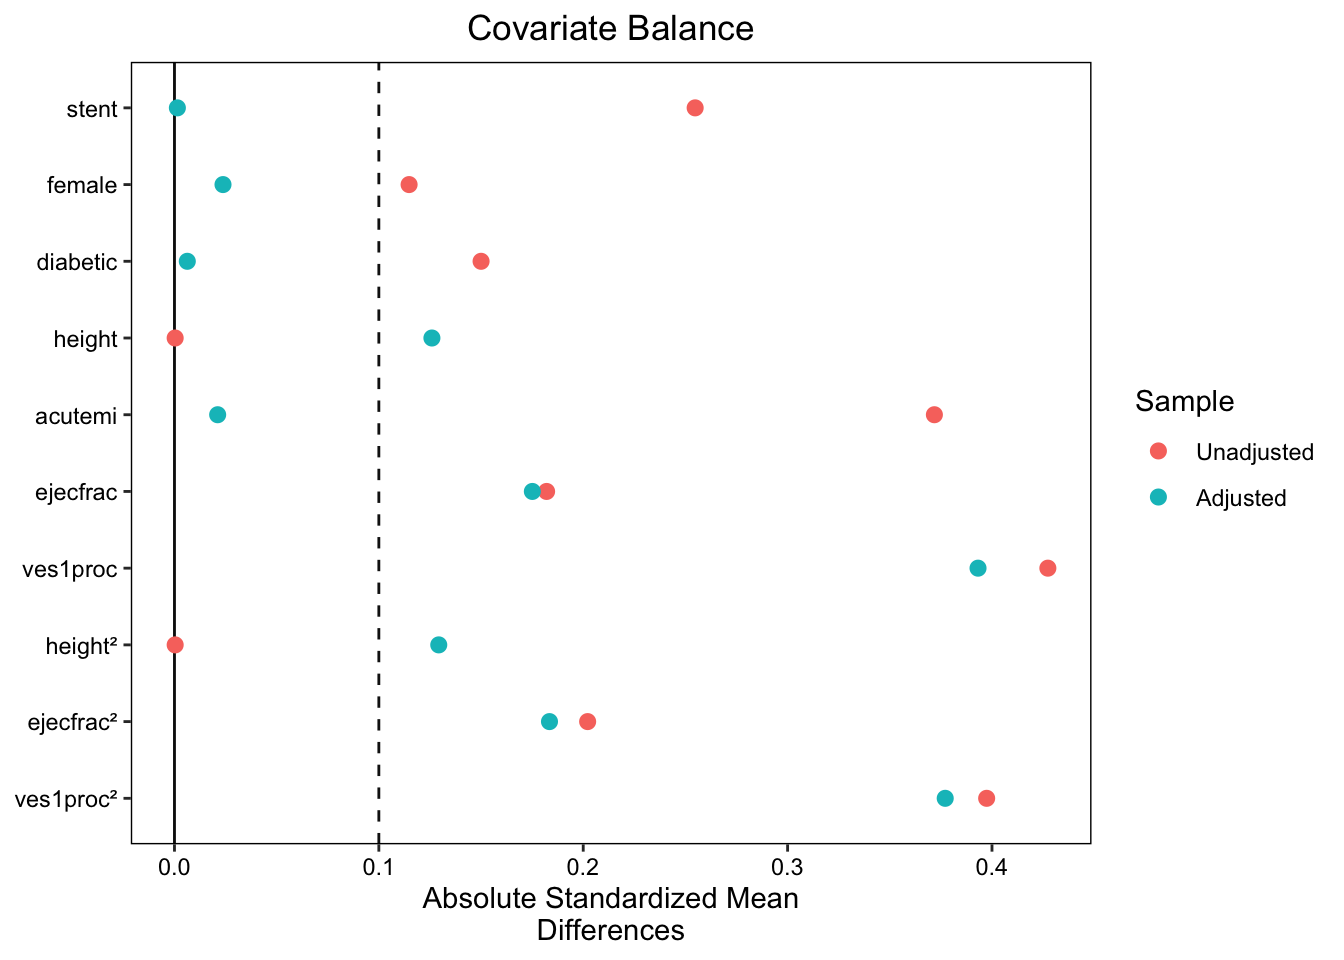 Covariate Balance
stent
female
diabetic
height
acutemi
ejecfrac
ves1proc
height²
ejecfrac²
ves1proc²
0.0 0.1 0.2 0.3 0.4
Absolute Standardized Mean
Differences
Sample
Unadjusted
Adjusted